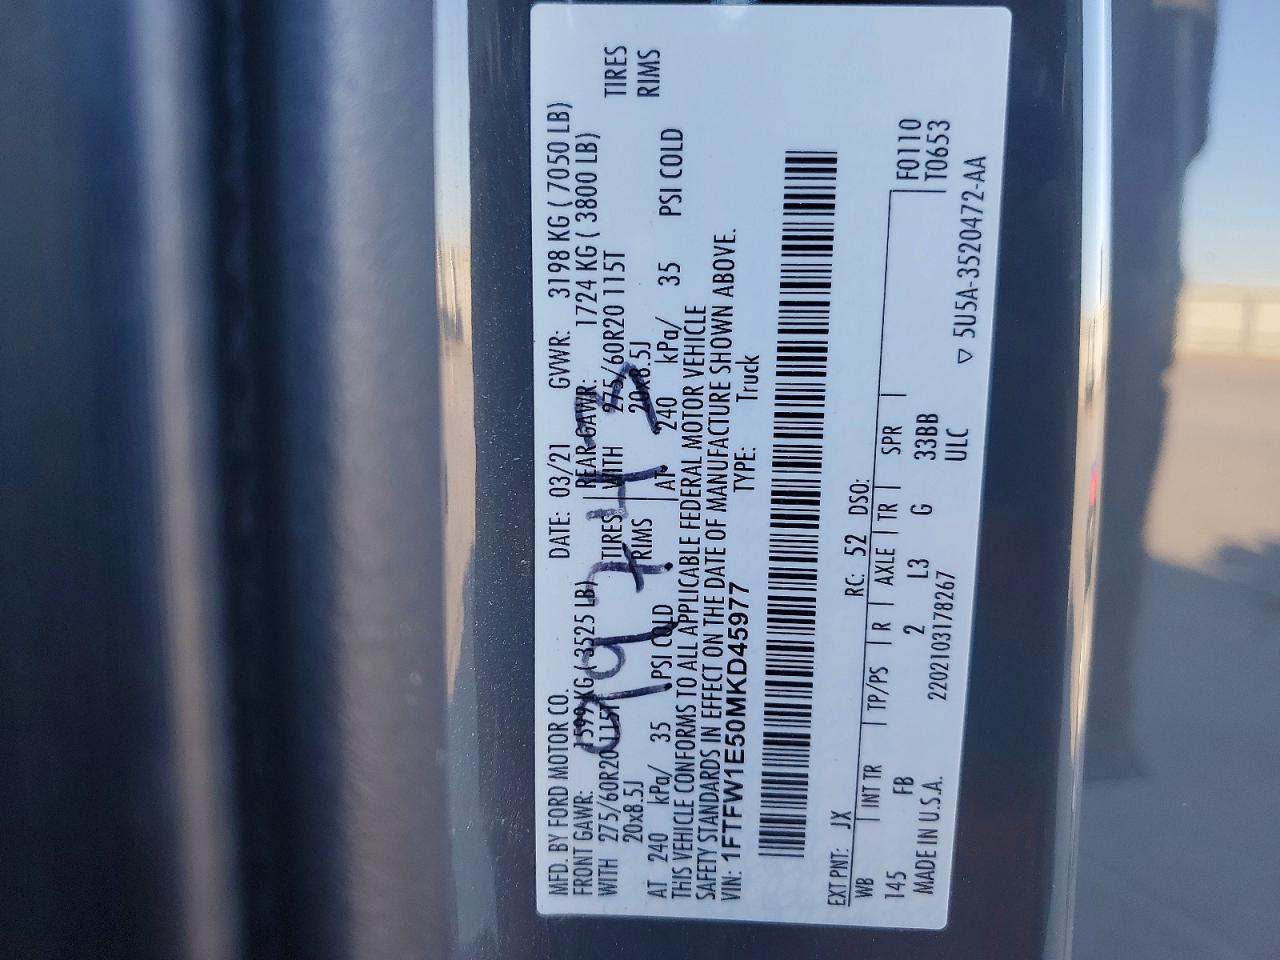 MFD. BY FORD MOTOR CO. DATE: 03/21 GVWR: 3198 KG ( 7050 LB)
FRONT GAWR: 1599 KG ( 3525 LB) REAR GAWR: 1724 KG ( 3800 LB)
WITH 275/60R20 115T TIRES WITH 275/60R20 115T TIRES
20x8.5J RIMS 20x8.5J RIMS
AT 240 kPa/ 35 PSI COLD AT 240 kPa/ 35 PSI COLD
THIS VEHICLE CONFORMS TO ALL APPLICABLE FEDERAL MOTOR VEHICLE
SAFETY STANDARDS IN EFFECT ON THE DATE OF MANUFACTURE SHOWN ABOVE.
VIN: 1FTFW1E50MKD45977 TYPE: Truck
EXT PNT: JX RC: 52 DSO:
WB INT TR TP/PS R AXLE TR SPR F0110
145 FB 2 L3 G 33BB T0653
MADE IN U.S.A. 2202103178267 ULC
▽ 5U5A-3520472-AA